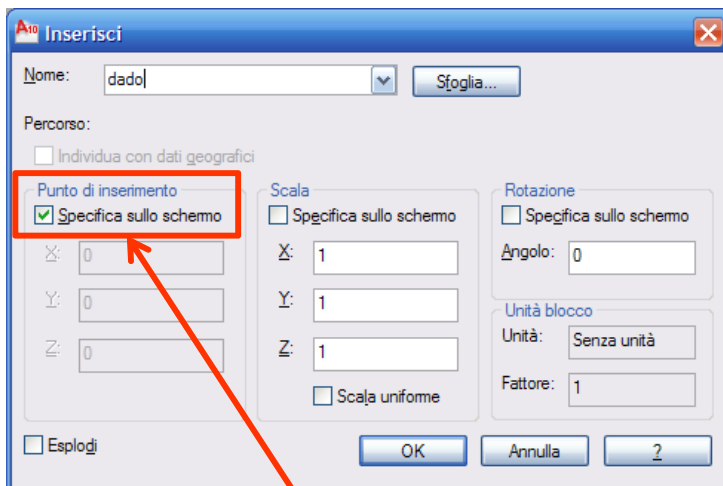 A10 Inserisci
Nome: dado Sfoglia...
Percorso:
Individua con dati geografici
Punto di inserimento Scala Rotazione
Specifica sullo schermo Specifica sullo schermo Specifica sullo schermo
X: 0 X: 1 Angolo: 0
Y: 0 Y: 1 Unità blocco
Z: 0 Z: 1 Unità: Senza unità
Scala uniforme Fattore: 1
Esplodi OK Annulla ?